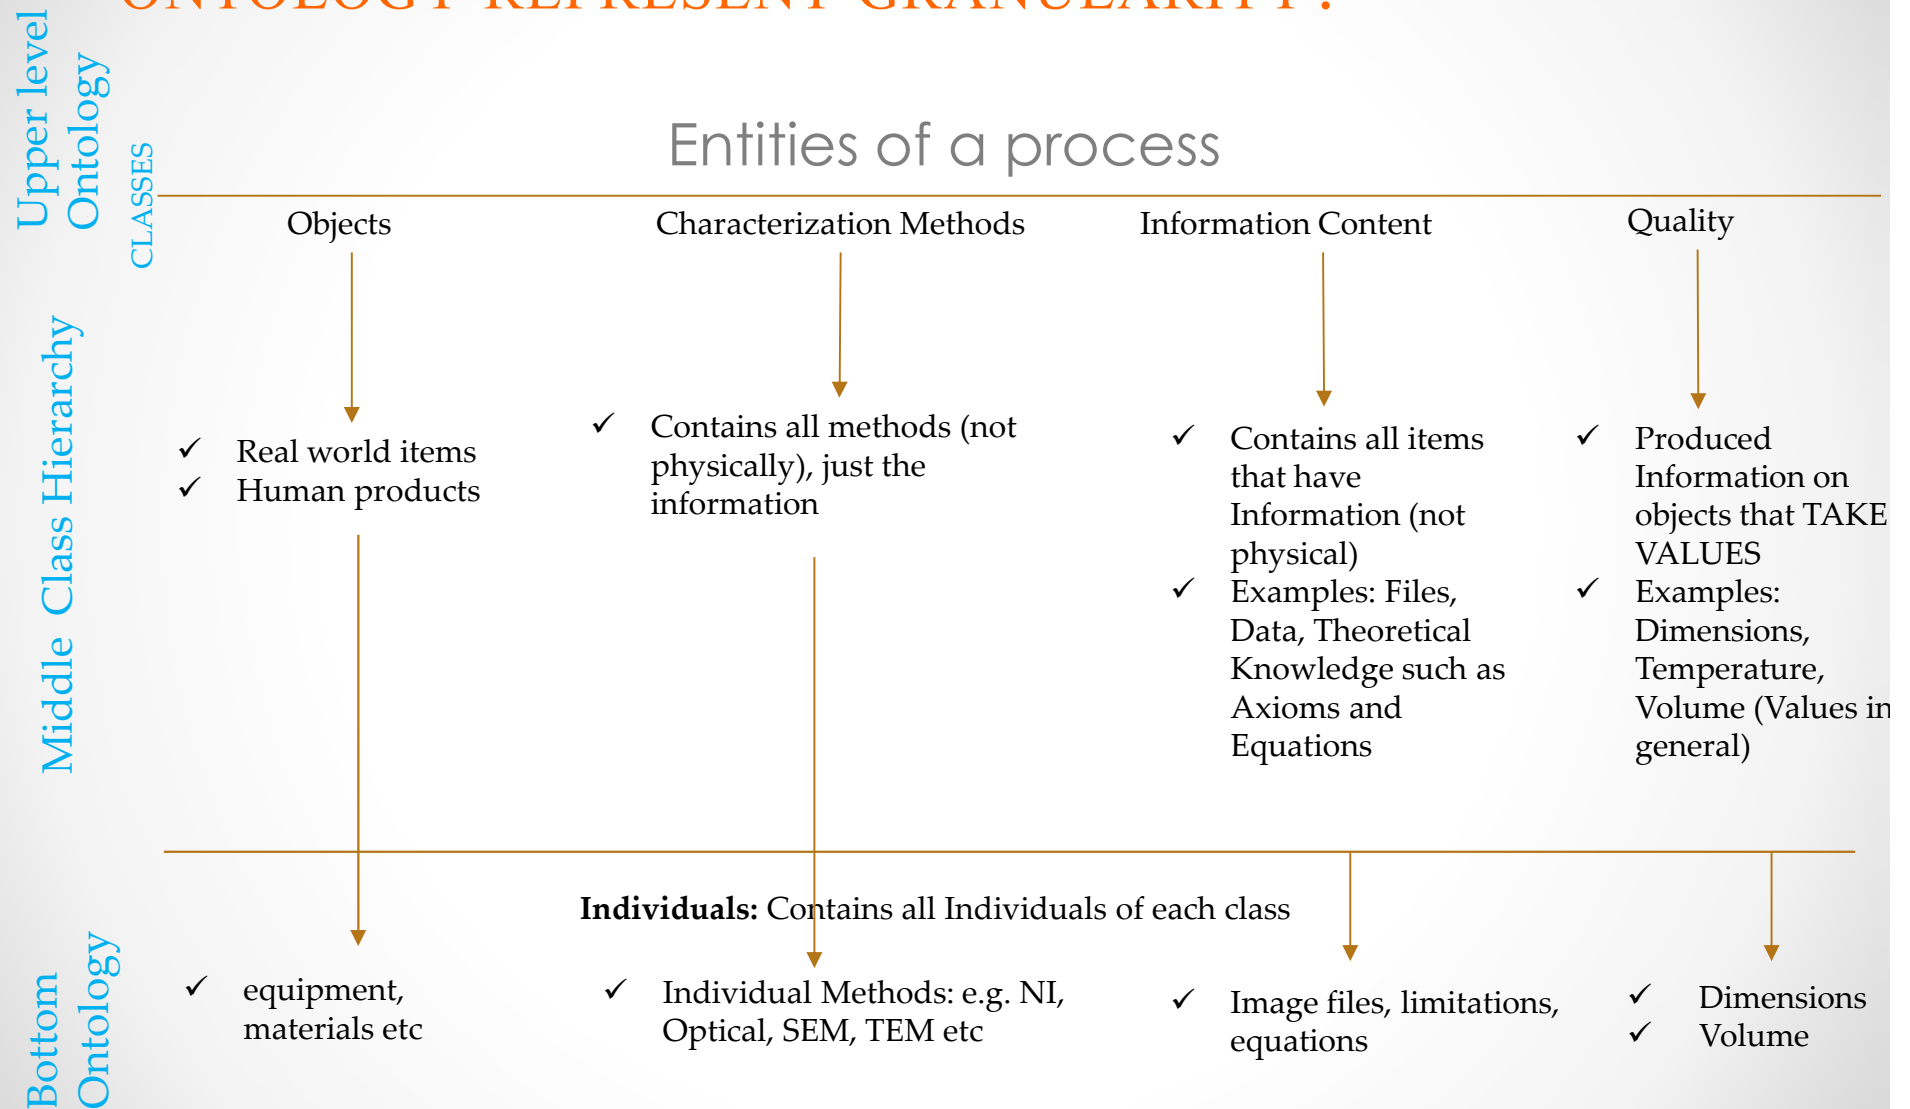 ONTOLOGY REPRESENT GRANULARITY?
Upper level
Ontology
CLASSES
Entities of a process
Objects
Characterization Methods
Information Content
Quality
Middle Class Hierarchy
✓ Real world items
✓ Human products
✓ Contains all methods (not
physically), just the
information
✓ Contains all items
that have
Information (not
physical)
✓ Examples: Files,
Data, Theoretical
Knowledge such as
Axioms and
Equations
✓ Produced
Information on
objects that TAKE
VALUES
✓ Examples:
Dimensions,
Temperature,
Volume (Values in
general)
Individuals: Contains all Individuals of each class
Bottom
Ontology
✓ equipment,
materials etc
✓ Individual Methods: e.g. NI,
Optical, SEM, TEM etc
✓ Image files, limitations,
equations
✓ Dimensions
✓ Volume